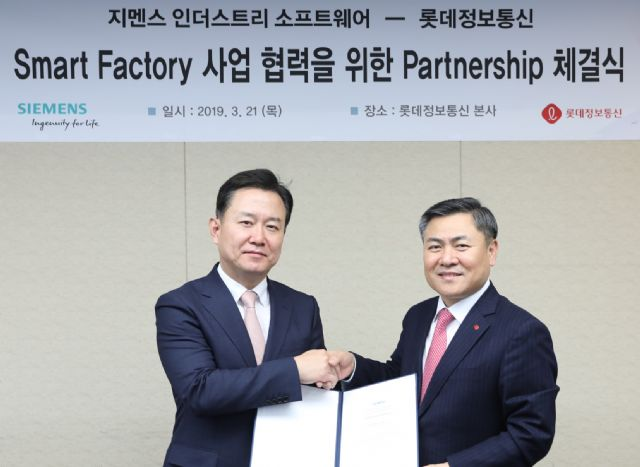 지멘스 인더스트리 소프트웨어 — 롯데정보통신
Smart Factory 사업 협력을 위한 Partnership 체결식
SIEMENS
Ingenuity for life
■ 일시 : 2019. 3. 21 (목)
■ 장소 : 롯데정보통신 본사
롯데정보통신
SIEMENS